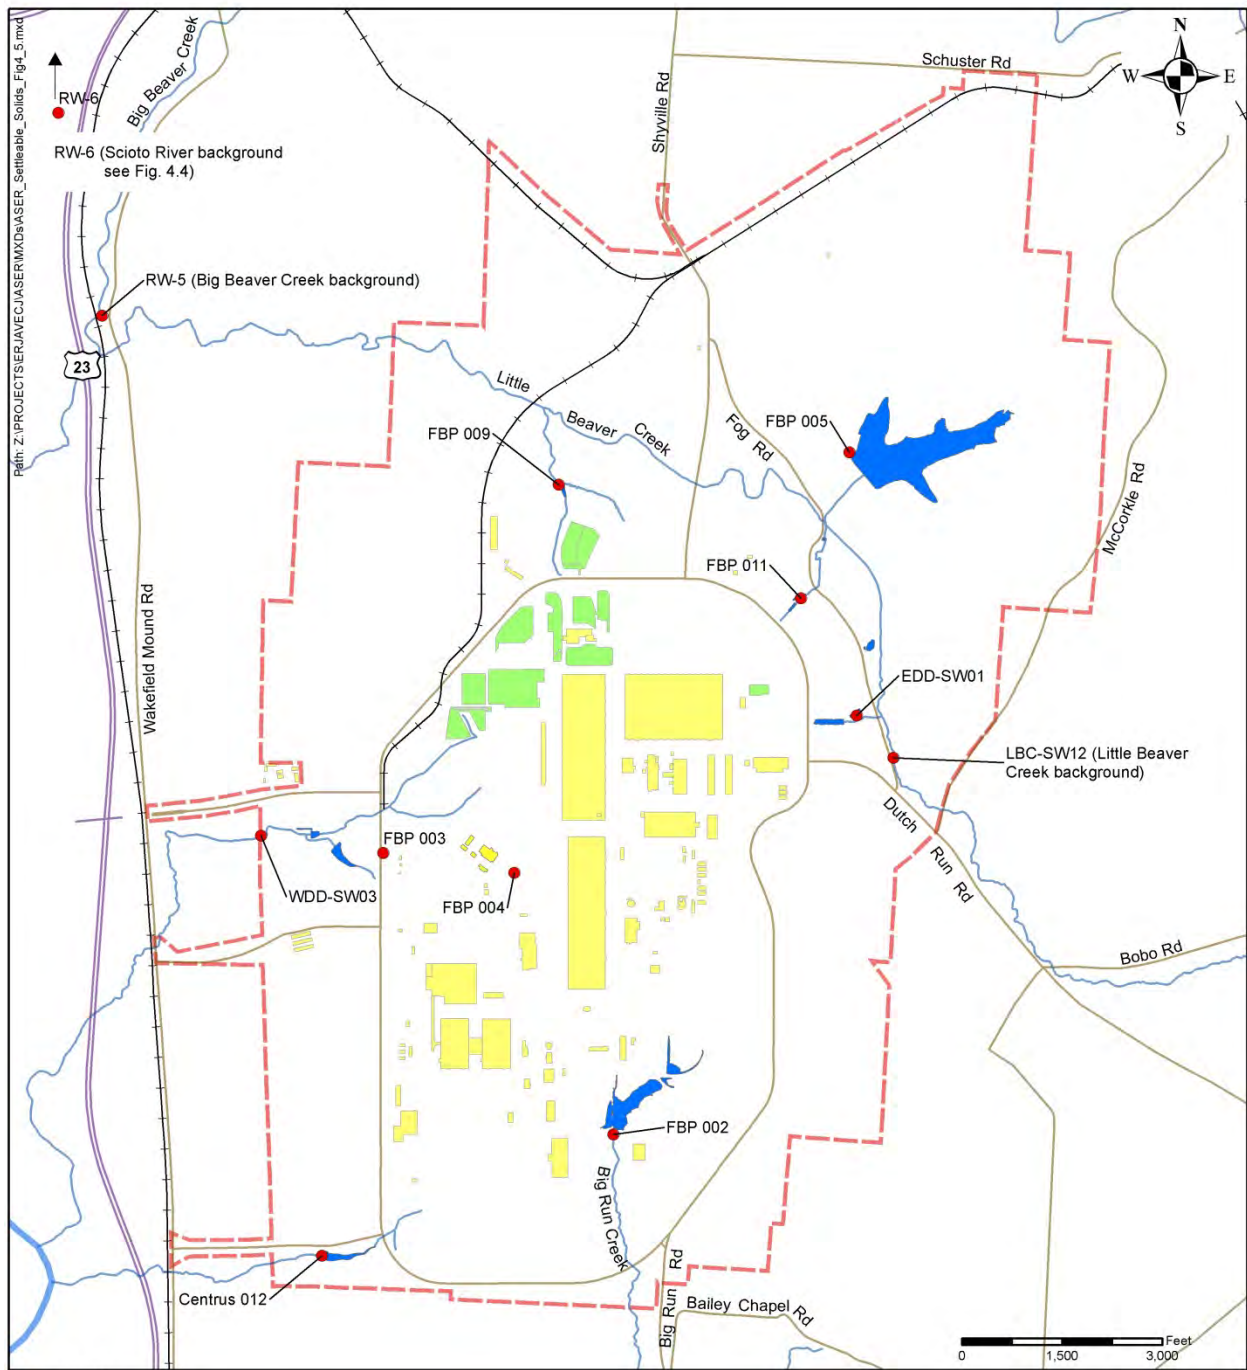 Path: Z:\PROJECTS\ERJAVECJ\ASER\MXDs\ASER_Settleable_Solids_Fig4_5.mxd
N
W
E
S
Schuster Rd
Shyville Rd
Big Beaver Creek
RW-6
RW-6 (Scioto River background
see Fig. 4.4)
RW-5 (Big Beaver Creek background)
23
Little
Beaver
Creek
FBP 009
Fog Rd
FBP 005
McCorkle Rd
FBP 011
Wakefield Mound Rd
EDD-SW01
LBC-SW12 (Little Beaver
Creek background)
Dutch
Run
Rd
FBP 003
WDD-SW03
FBP 004
Bobo Rd
FBP 002
Big Run Creek
Centrus 012
Big Run
Rd
Bailey Chapel Rd
Feet
0
1,500
3,000